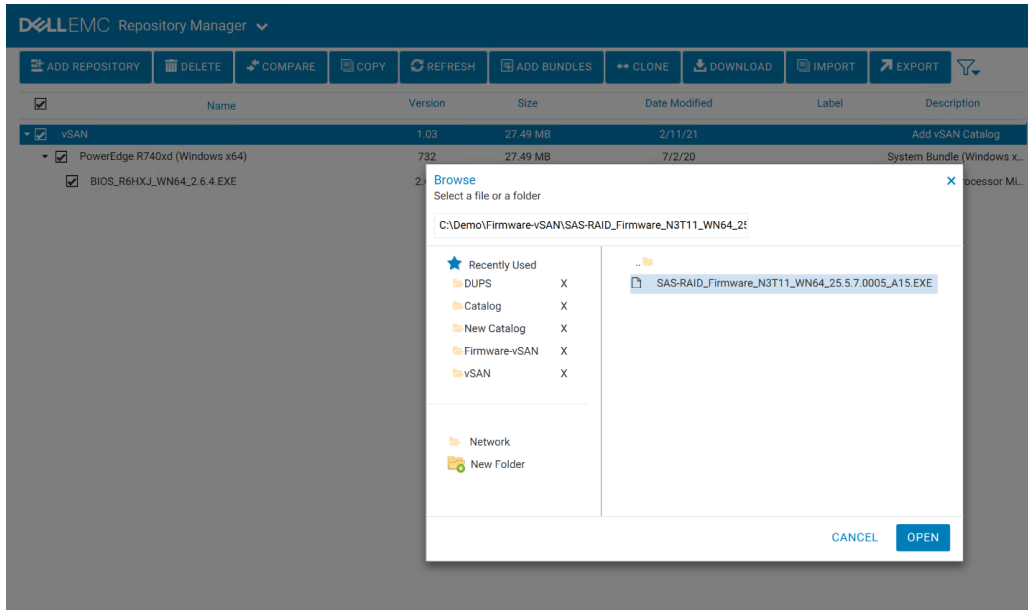 DELLEMC Repository Manager
ADD REPOSITORY DELETE COMPARE COPY REFRESH ADD BUNDLES CLONE DOWNLOAD IMPORT EXPORT
Name Version Size Date Modified Label Description
vSAN 1.03 27.49 MB 2/11/21 Add vSAN Catalog
PowerEdge R740xd (Windows x64) 732 27.49 MB 7/2/20 System Bundle (Windows x...
BIOS_R6HXJ_WN64_2.6.4.EXE 2. ocessor Mi...
Browse
Select a file or a folder
C:\Demo\Firmware-vSAN\SAS-RAID_Firmware_N3T11_WN64_25
Recently Used
DUPS X
Catalog X
New Catalog X
Firmware-vSAN X
vSAN X
Network
New Folder
..
SAS-RAID_Firmware_N3T11_WN64_25.5.7.0005_A15.EXE
CANCEL OPEN